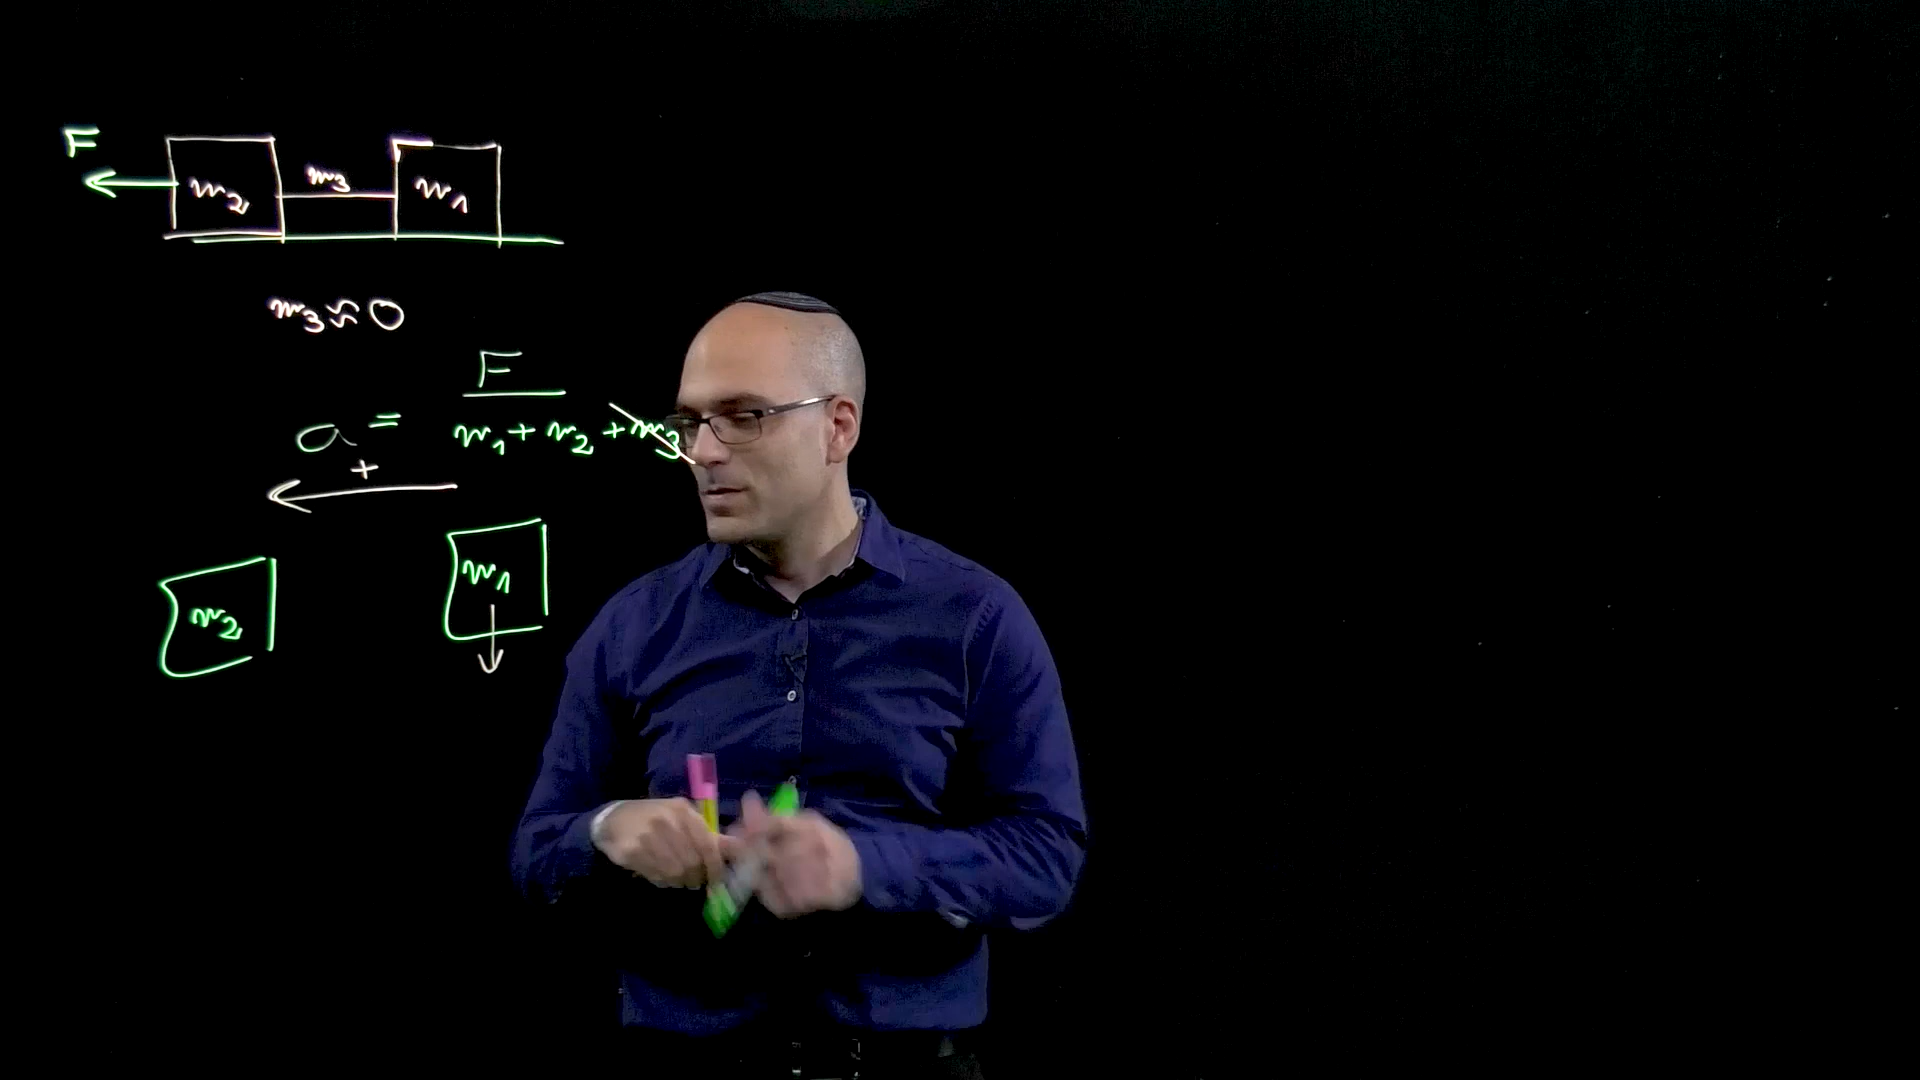 F
m₂ m₃ m₁
m₃ ≈ 0
a = F / (m₁ + m₂ + m₃)
+
m₂ m₁